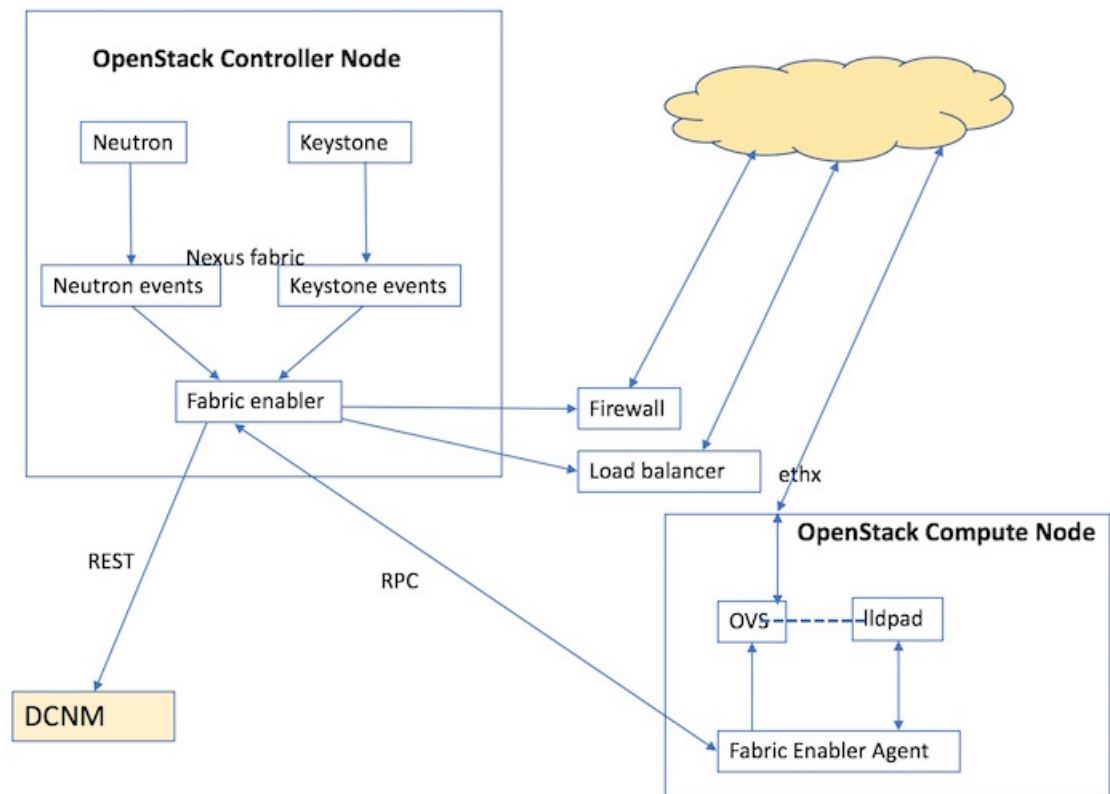 OpenStack Controller Node
Neutron
Keystone
Nexus fabric
Neutron events
Keystone events
Fabric enabler
Firewall
Load balancer
ethx
OpenStack Compute Node
REST
RPC
OVS
lldpad
DCNM
Fabric Enabler Agent